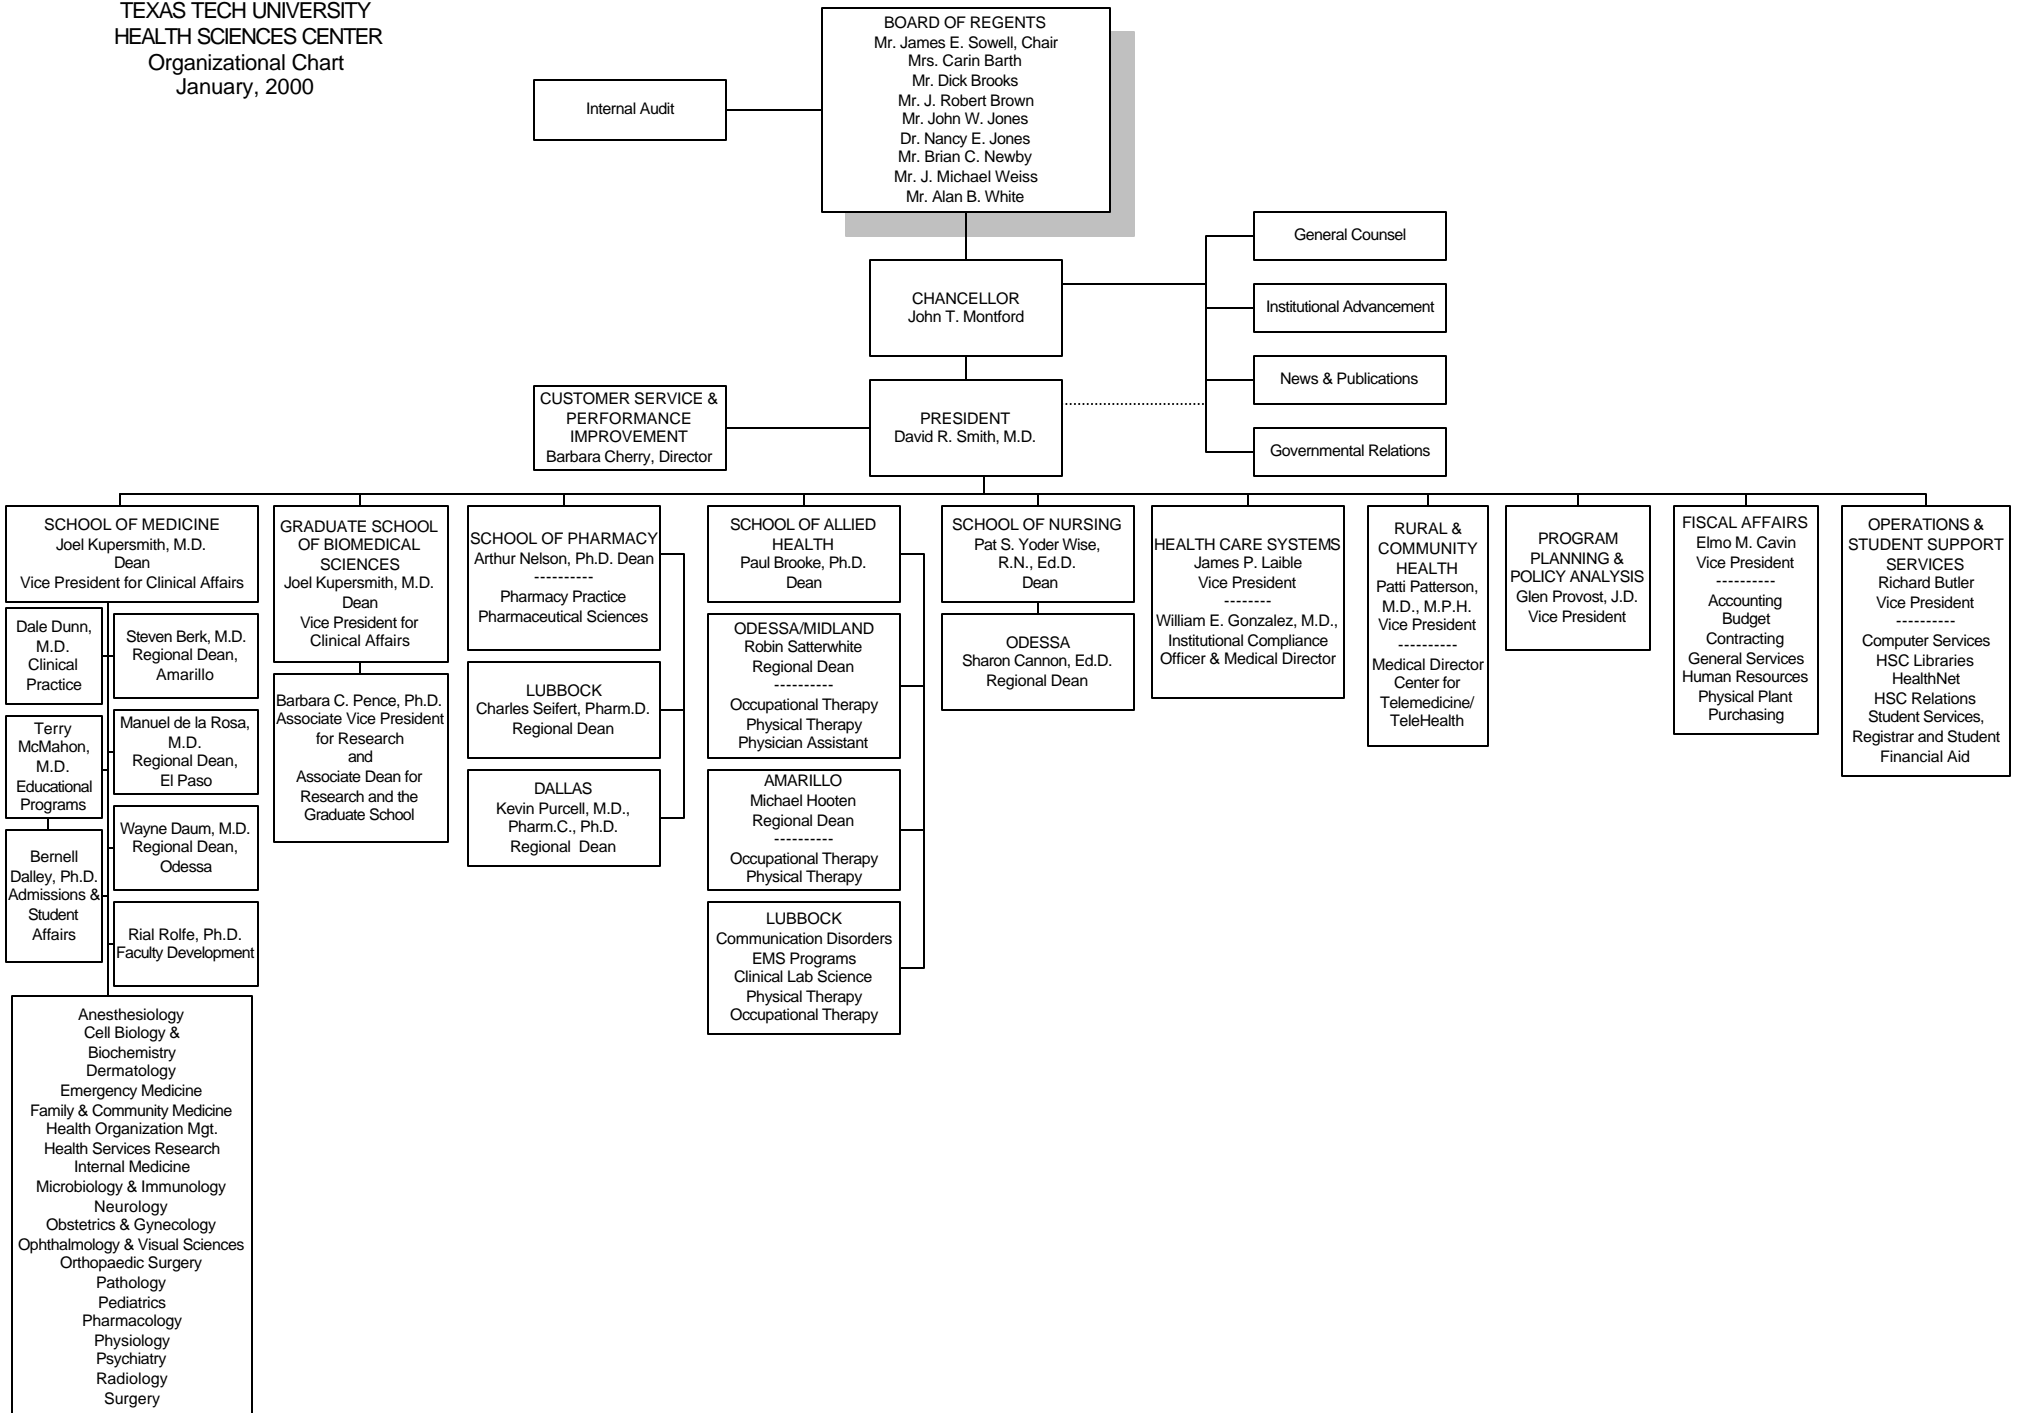 TEXAS TECH UNIVERSITY
HEALTH SCIENCES CENTER
Organizational Chart
January, 2000
BOARD OF REGENTS
Mr. James E. Sowell, Chair
Mrs. Carin Barth
Mr. Dick Brooks
Mr. J. Robert Brown
Mr. John W. Jones
Dr. Nancy E. Jones
Mr. Brian C. Newby
Mr. J. Michael Weiss
Mr. Alan B. White
Internal Audit
General Counsel
CHANCELLOR
John T. Montford
Institutional Advancement
News & Publications
CUSTOMER SERVICE &
PERFORMANCE
IMPROVEMENT
Barbara Cherry, Director
PRESIDENT
David R. Smith, M.D.
Governmental Relations
SCHOOL OF MEDICINE
Joel Kupersmith, M.D.
Dean
Vice President for Clinical Affairs
Dale Dunn,
M.D.
Clinical
Practice
Steven Berk, M.D.
Regional Dean,
Amarillo
Terry
McMahon,
M.D.
Educational
Programs
Manuel de la Rosa,
M.D.
Regional Dean,
El Paso
Bernell
Dalley, Ph.D.
Admissions &
Student
Affairs
Wayne Daum, M.D.
Regional Dean,
Odessa
Rial Rolfe, Ph.D.
Faculty Development
Anesthesiology
Cell Biology &
Biochemistry
Dermatology
Emergency Medicine
Family & Community Medicine
Health Organization Mgt.
Health Services Research
Internal Medicine
Microbiology & Immunology
Neurology
Obstetrics & Gynecology
Ophthalmology & Visual Sciences
Orthopaedic Surgery
Pathology
Pediatrics
Pharmacology
Physiology
Psychiatry
Radiology
Surgery
GRADUATE SCHOOL
OF BIOMEDICAL
SCIENCES
Joel Kupersmith, M.D.
Dean
Vice President for
Clinical Affairs
Barbara C. Pence, Ph.D.
Associate Vice President
for Research
and
Associate Dean for
Research and the
Graduate School
SCHOOL OF PHARMACY
Arthur Nelson, Ph.D. Dean
----------
Pharmacy Practice
Pharmaceutical Sciences
LUBBOCK
Charles Seifert, Pharm.D.
Regional Dean
DALLAS
Kevin Purcell, M.D.,
Pharm.C., Ph.D.
Regional Dean
SCHOOL OF ALLIED
HEALTH
Paul Brooke, Ph.D.
Dean
ODESSA/MIDLAND
Robin Satterwhite
Regional Dean
----------
Occupational Therapy
Physical Therapy
Physician Assistant
AMARILLO
Michael Hooten
Regional Dean
----------
Occupational Therapy
Physical Therapy
LUBBOCK
Communication Disorders
EMS Programs
Clinical Lab Science
Physical Therapy
Occupational Therapy
SCHOOL OF NURSING
Pat S. Yoder Wise,
R.N., Ed.D.
Dean
ODESSA
Sharon Cannon, Ed.D.
Regional Dean
HEALTH CARE SYSTEMS
James P. Laible
Vice President
--------
William E. Gonzalez, M.D.,
Institutional Compliance
Officer & Medical Director
RURAL &
COMMUNITY
HEALTH
Patti Patterson,
M.D., M.P.H.
Vice President
----------
Medical Director
Center for
Telemedicine/
TeleHealth
PROGRAM
PLANNING &
POLICY ANALYSIS
Glen Provost, J.D.
Vice President
FISCAL AFFAIRS
Elmo M. Cavin
Vice President
----------
Accounting
Budget
Contracting
General Services
Human Resources
Physical Plant
Purchasing
OPERATIONS &
STUDENT SUPPORT
SERVICES
Richard Butler
Vice President
----------
Computer Services
HSC Libraries
HealthNet
HSC Relations
Student Services,
Registrar and Student
Financial Aid